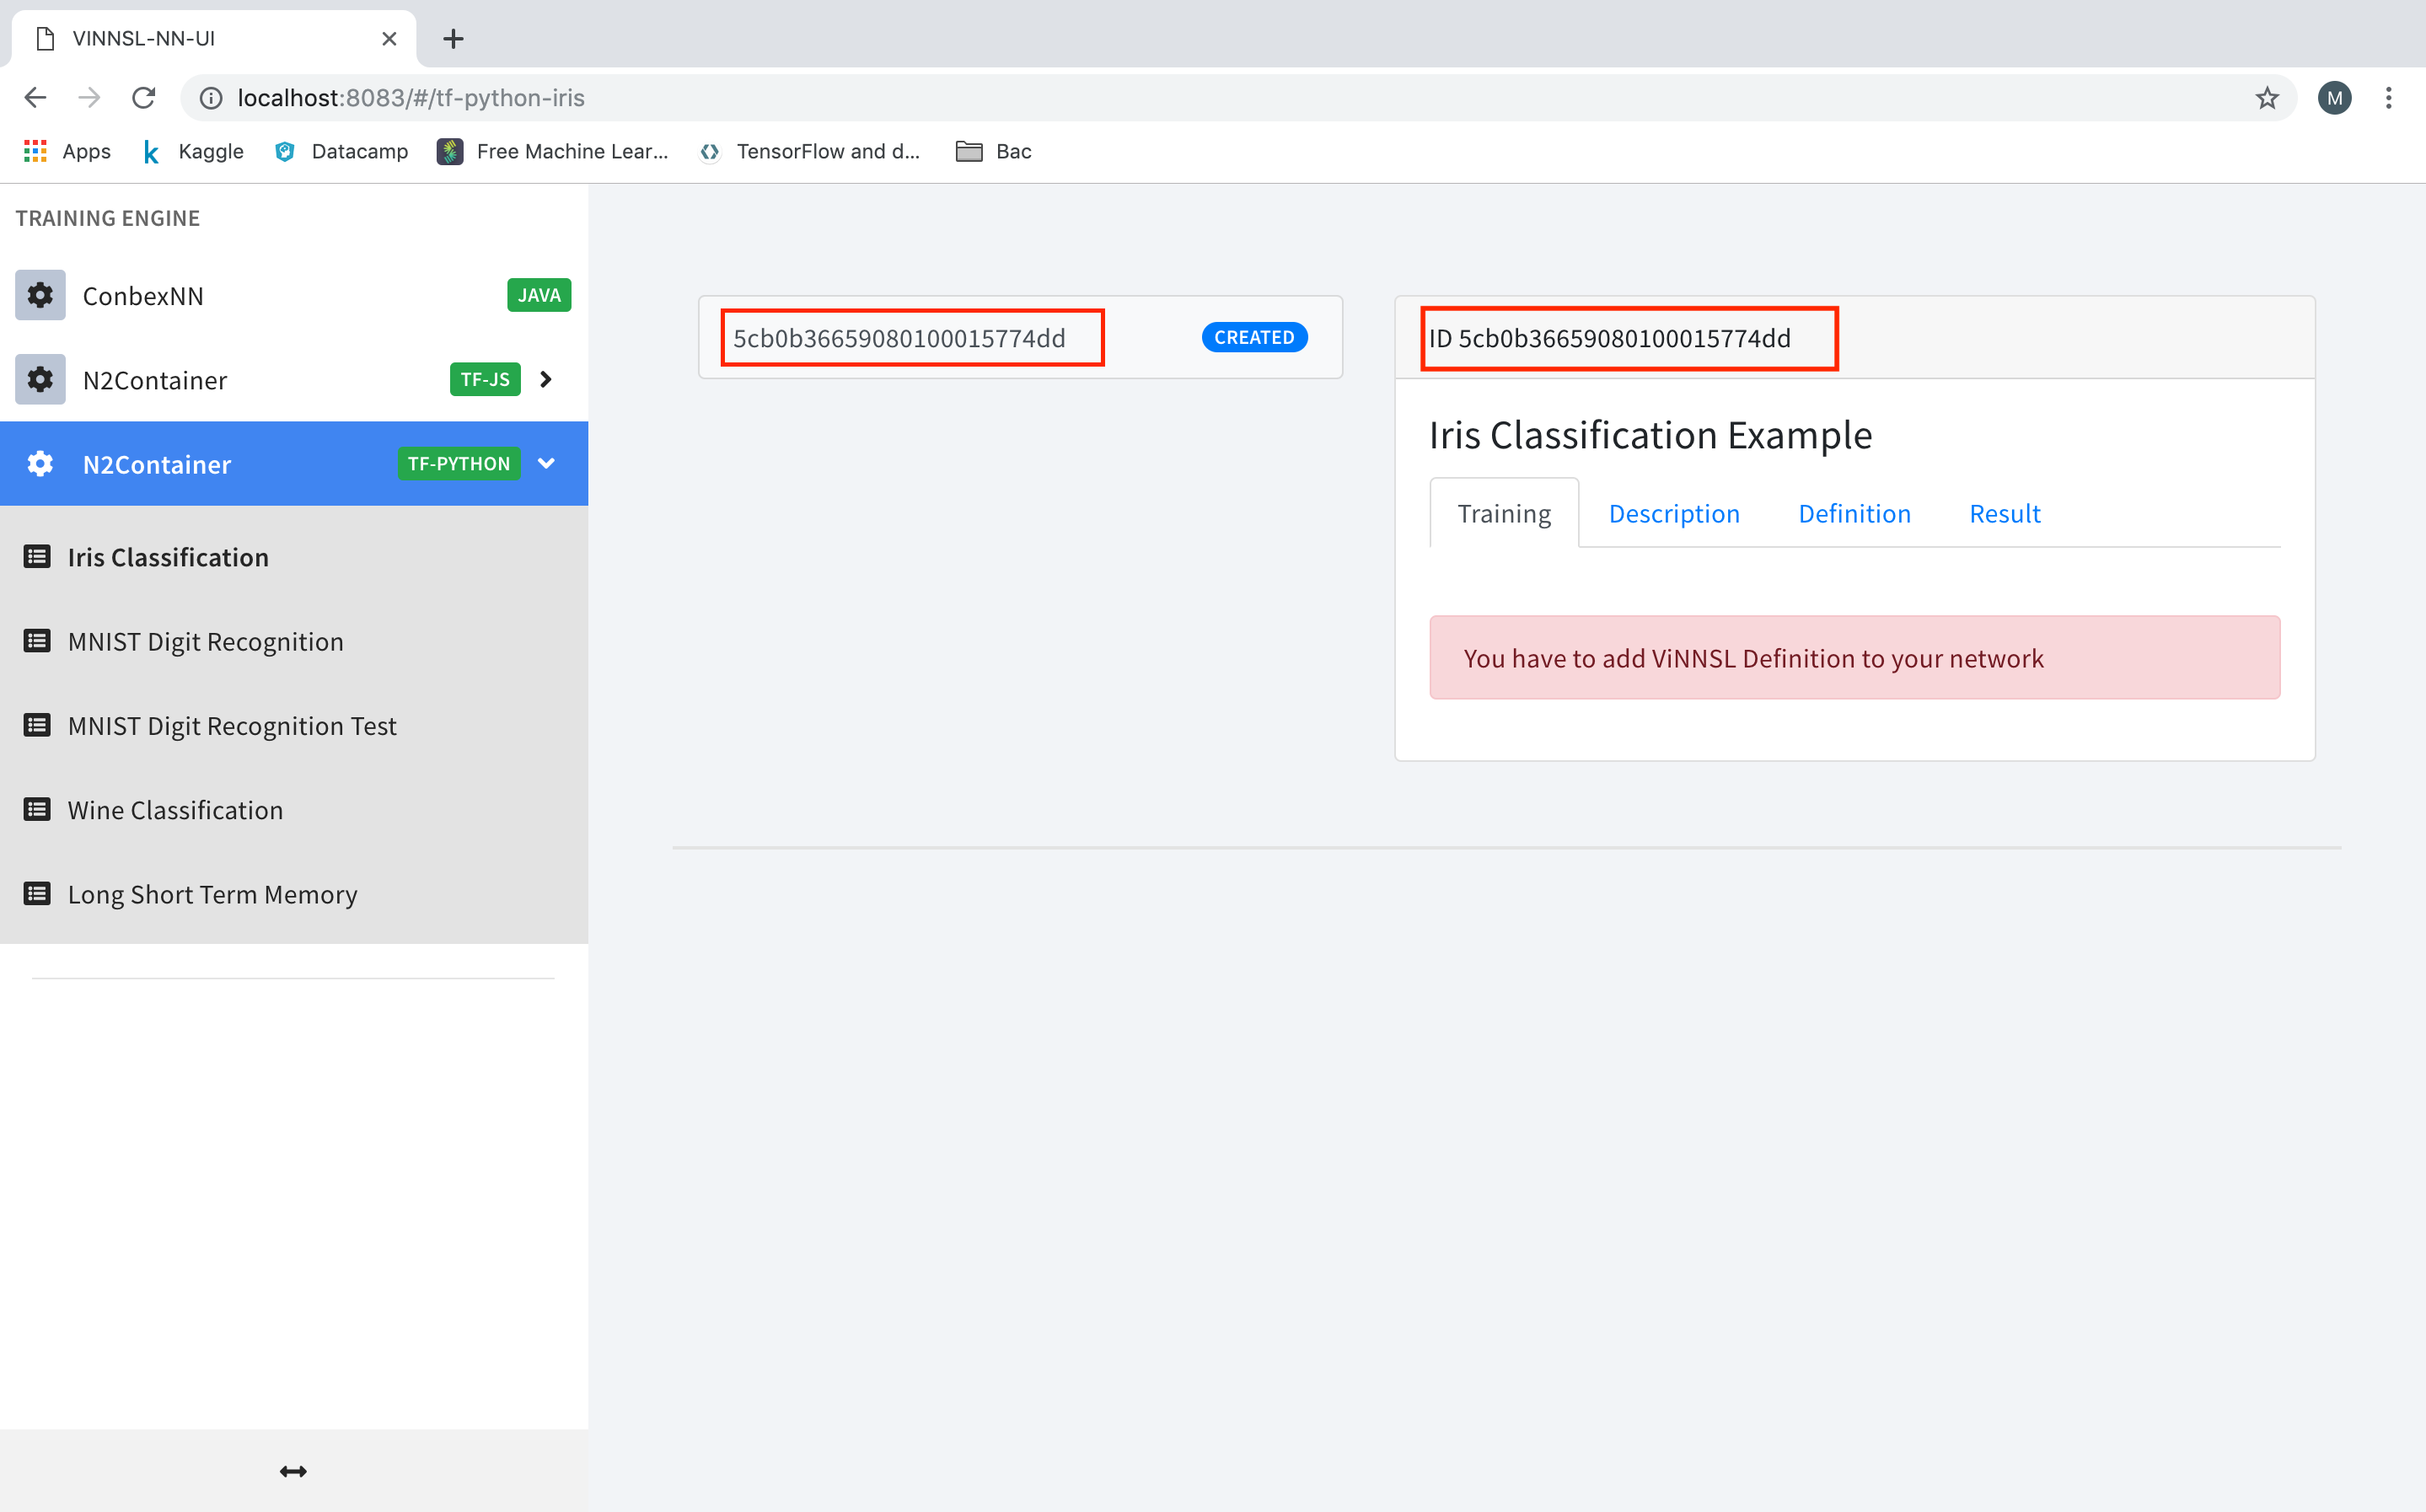 VINNSL-NN-UI
localhost:8083/#/tf-python-iris
M
Apps
k Kaggle
Datacamp
Free Machine Lear...
TensorFlow and d...
Bac
TRAINING ENGINE
ConbexNN JAVA
N2Container TF-JS
N2Container TF-PYTHON
Iris Classification
MNIST Digit Recognition
MNIST Digit Recognition Test
Wine Classification
Long Short Term Memory
5cb0b36659080100015774dd CREATED
ID 5cb0b36659080100015774dd
Iris Classification Example
Training Description Definition Result
You have to add ViNNSL Definition to your network